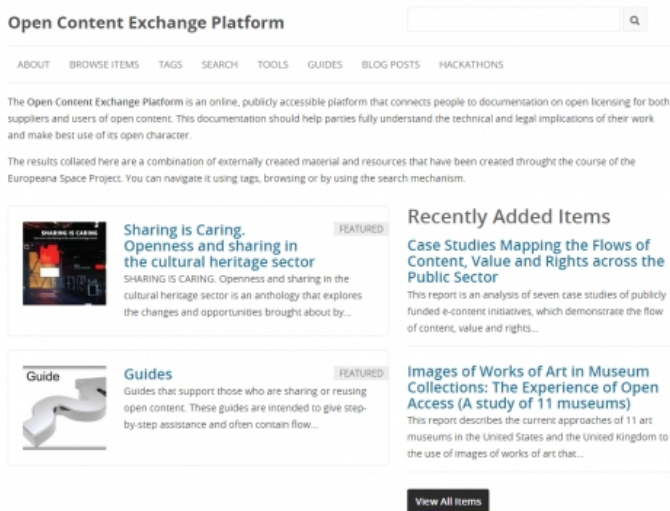 Open Content Exchange Platform
ABOUT BROWSE ITEMS TAGS SEARCH TOOLS GUIDES BLOG POSTS HACKATHONS
The Open Content Exchange Platform is an online, publicly accessible platform that connects people to documentation on open licensing for both
suppliers and users of open content. This documentation should help parties fully understand the technical and legal implications of their work
and make best use of its open character.
The results collated here are a combination of externally created material and resources that have been created throught the course of the
Europeana Space Project. You can navigate it using tags, browsing or by using the search mechanism.
SHARING IS CARING
Sharing is Caring.
Openness and sharing in
the cultural heritage sector
FEATURED
SHARING IS CARING. Openness and sharing in the
cultural heritage sector is an anthology that explores
the changes and opportunities brought about by...
Guide
Guides
FEATURED
Guides that support those who are sharing or reusing
open content. These guides are intended to give step-
by-step assistance and often contain flow...
Recently Added Items
Case Studies Mapping the Flows of
Content, Value and Rights across the
Public Sector
This report is an analysis of seven case studies of publicly
funded e-content initiatives, which demonstrate the flow
of content, value and rights...
Images of Works of Art in Museum
Collections: The Experience of Open
Access (A study of 11 museums)
This report describes the current approaches of 11 art
museums in the United States and the United Kingdom to
the use of images of works of art that...
View All Items